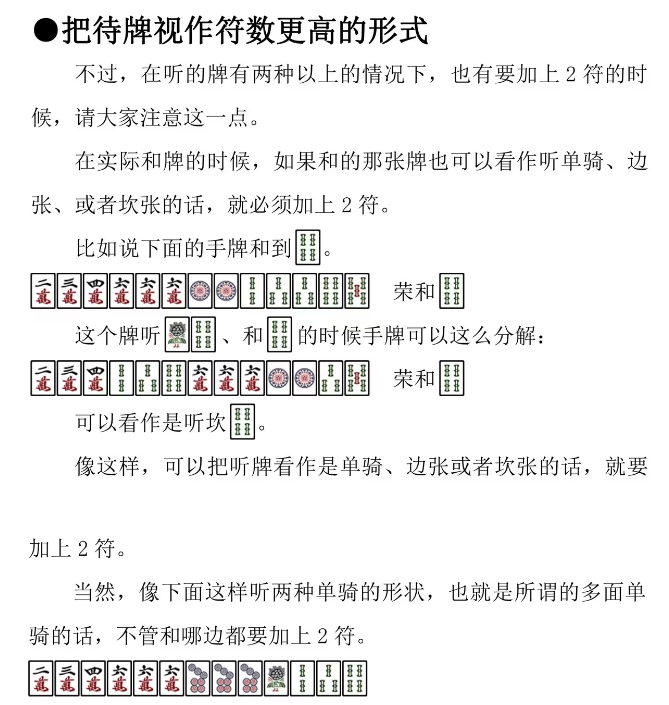 ●把待牌视作符数更高的形式
不过，在听的牌有两种以上的情况下，也有要加上2符的时
候，请大家注意这一点。
在实际和牌的时候，如果和的那张牌也可以看作听单骑、边
张、或者坎张的话，就必须加上2符。
比如说下面的手牌和到 。
二萬 三萬 四萬 六萬 六萬 六萬 荣和
这个牌听 、和 的时候手牌可以这么分解：
二萬 三萬 四萬 六萬 六萬 六萬 荣和
可以看作是听坎 。
像这样，可以把听牌看作是单骑、边张或者坎张的话，就要
加上2符。
当然，像下面这样听两种单骑的形状，也就是所谓的多面单
骑的话，不管和哪边都要加上2符。
二萬 三萬 四萬 六萬 六萬 六萬